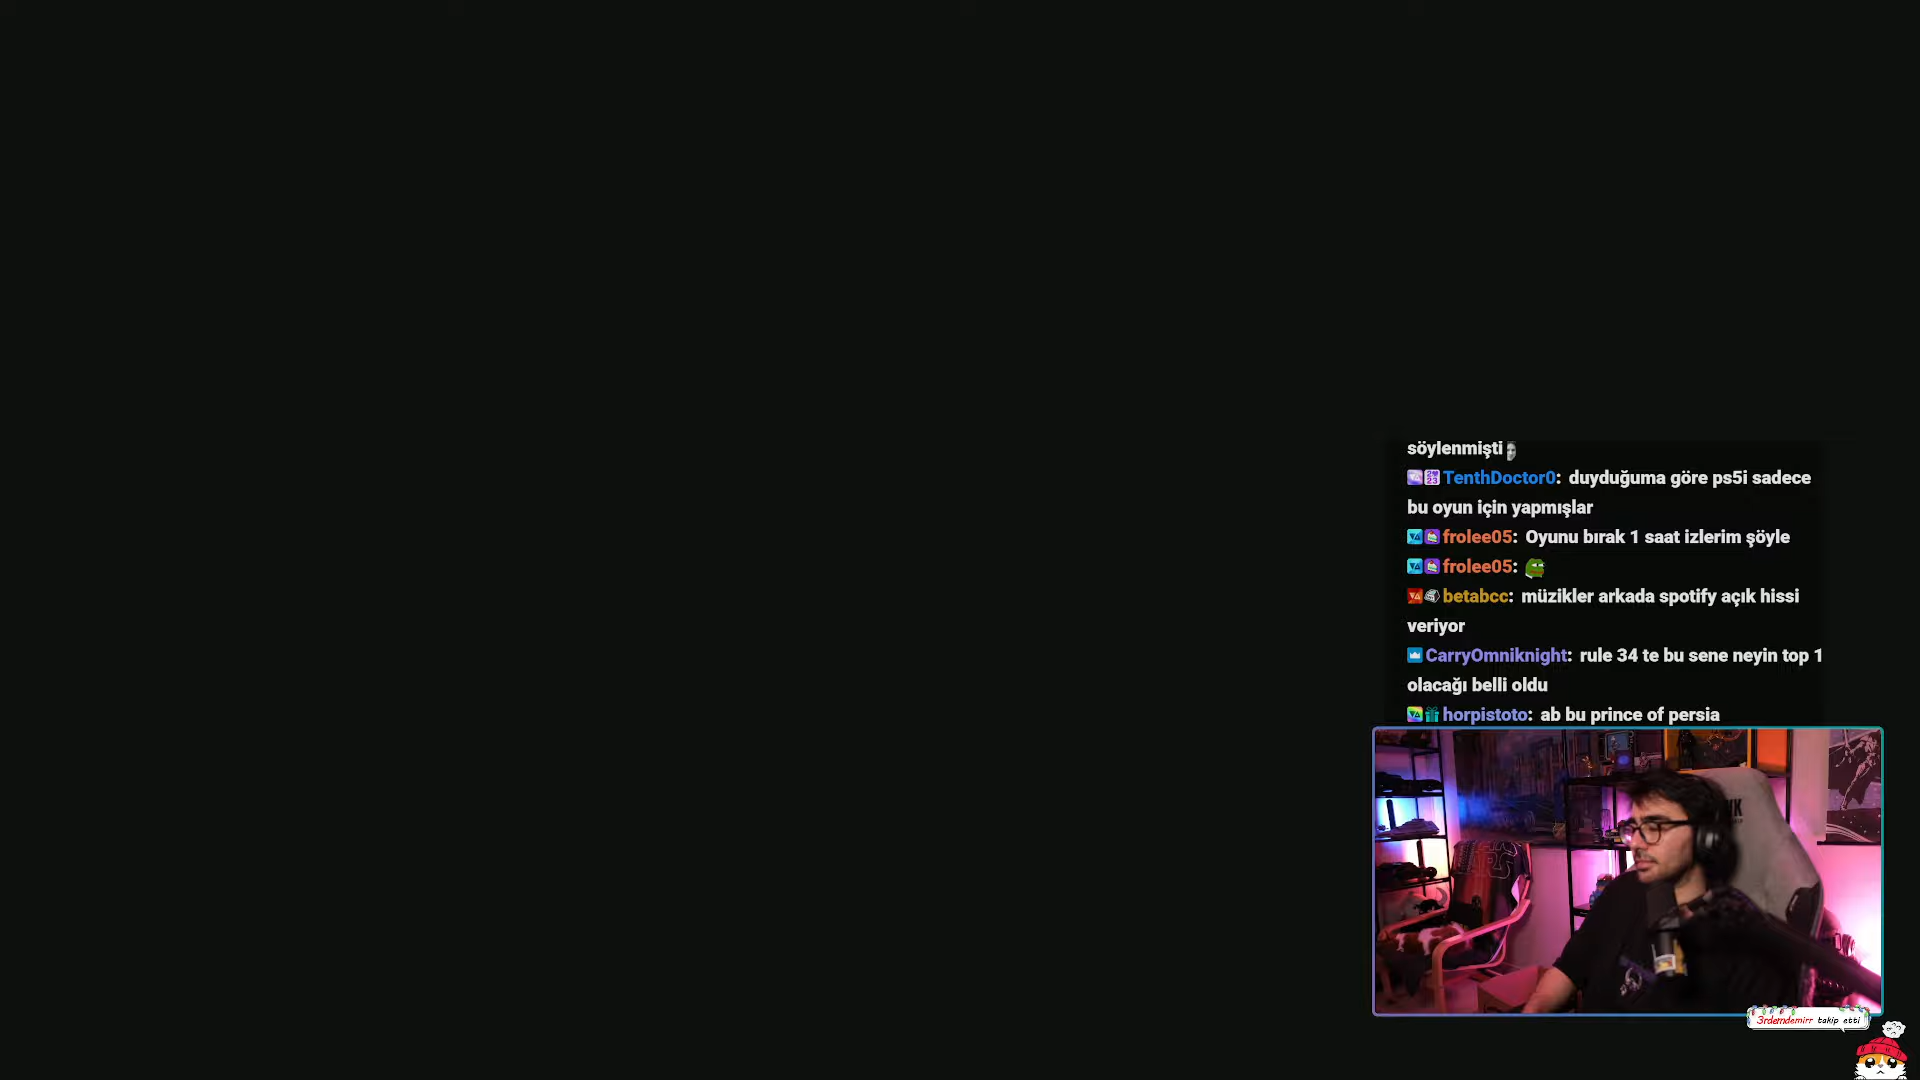 söylenmişti
TenthDoctor0: duyduğuma göre ps5i sadece
bu oyun için yapmışlar
frolee05: Oyunu bırak 1 saat izlerim şöyle
frolee05:
betabcc: müzikler arkada spotify açık hissi
veriyor
CarryOmniknight: rule 34 te bu sene neyin top 1
olacağı belli oldu
horpistoto: ab bu prince of persia
3rdemdemirr takip etti